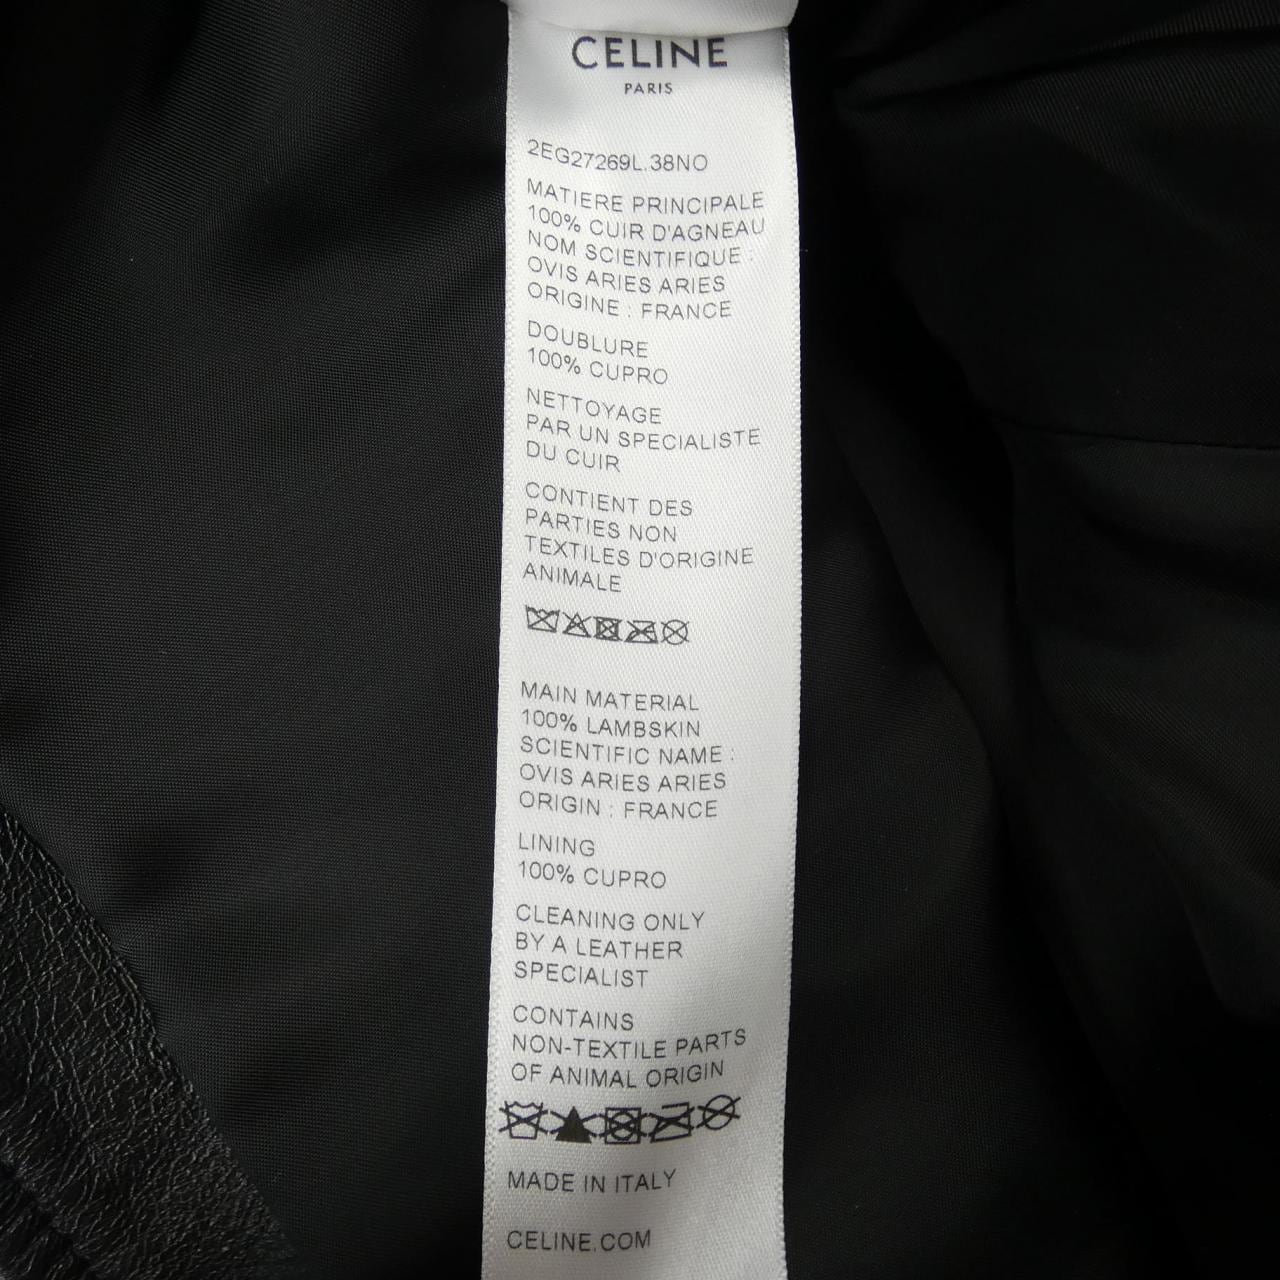 CELINE
PARIS
2EG27269L.38NO
MATIERE PRINCIPALE
100% CUIR D'AGNEAU
NOM SCIENTIFIQUE :
OVIS ARIES ARIES
ORIGINE : FRANCE
DOUBLURE
100% CUPRO
NETTOYAGE
PAR UN SPECIALISTE
DU CUIR
CONTIENT DES
PARTIES NON
TEXTILES D'ORIGINE
ANIMALE
MAIN MATERIAL
100% LAMBSKIN
SCIENTIFIC NAME :
OVIS ARIES ARIES
ORIGIN : FRANCE
LINING
100% CUPRO
CLEANING ONLY
BY A LEATHER
SPECIALIST
CONTAINS
NON-TEXTILE PARTS
OF ANIMAL ORIGIN
MADE IN ITALY
CELINE.COM